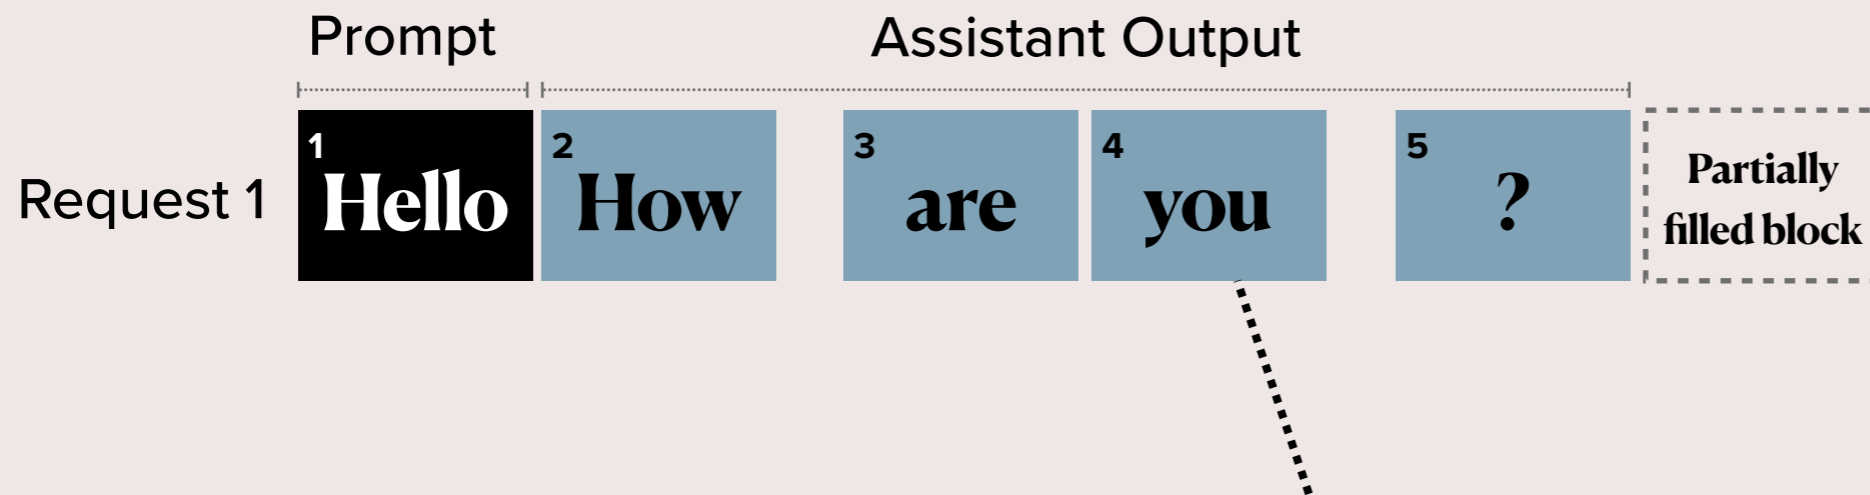 Prompt
Assistant Output
Request 1
1
Hello
2
How
3
are
4
you
5
?
Partially
filled block